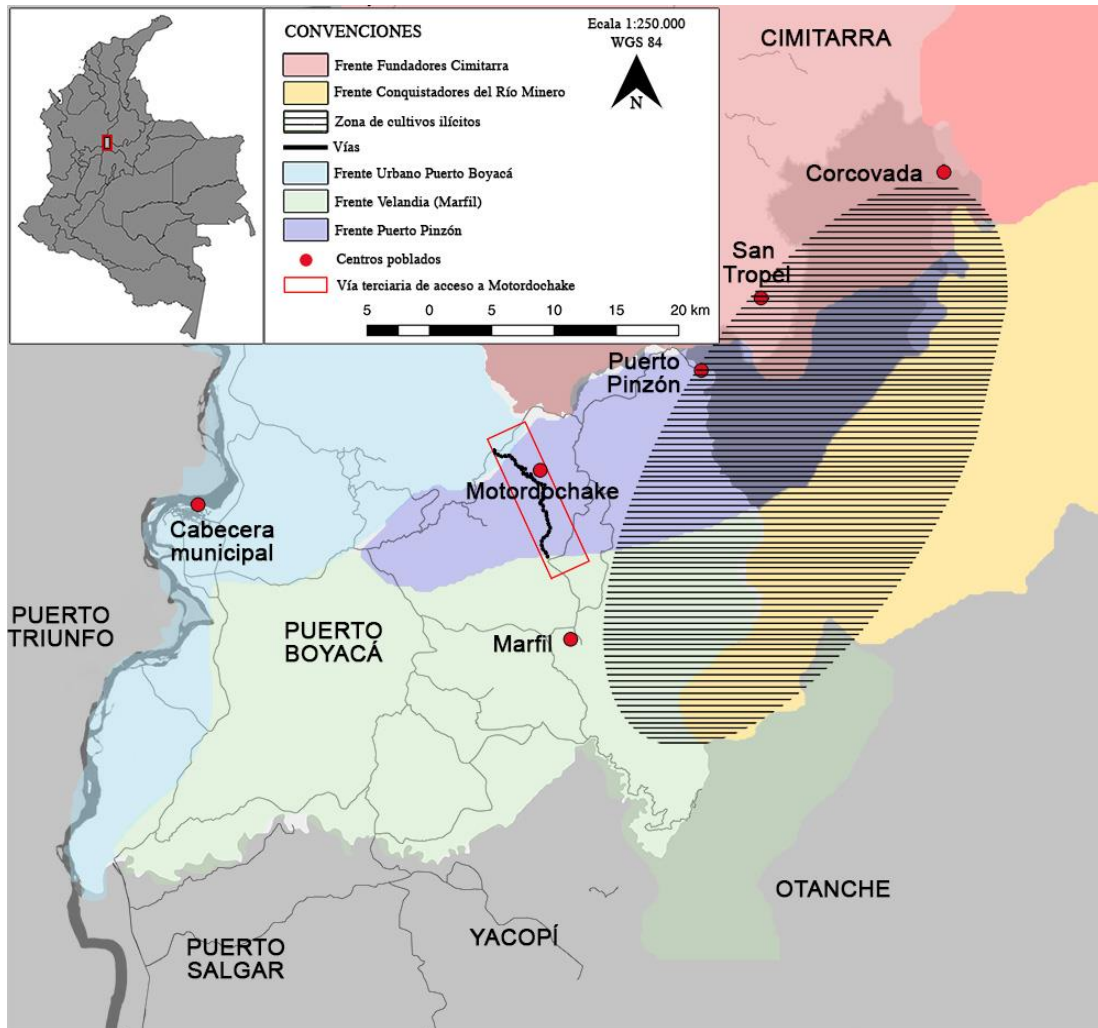 CONVENCIONES
Ecala 1:250.000
WGS 84
N
Frente Fundadores Cimitarra
Frente Conquistadores del Río Minero
Zona de cultivos ilícitos
Vías
Frente Urbano Puerto Boyacá
Frente Velandia (Marfil)
Frente Puerto Pinzón
Centros poblados
Vía terciaria de acceso a Motordochake
5 0 5 10 20 km
CIMITARRA
Corcovada
San
Tropel
Puerto
Pinzón
Motordochake
Cabecera
municipal
PUERTO
TRIUNFO
PUERTO
BOYACÁ
Marfil
OTANCHE
YACOPÍ
PUERTO
SALGAR